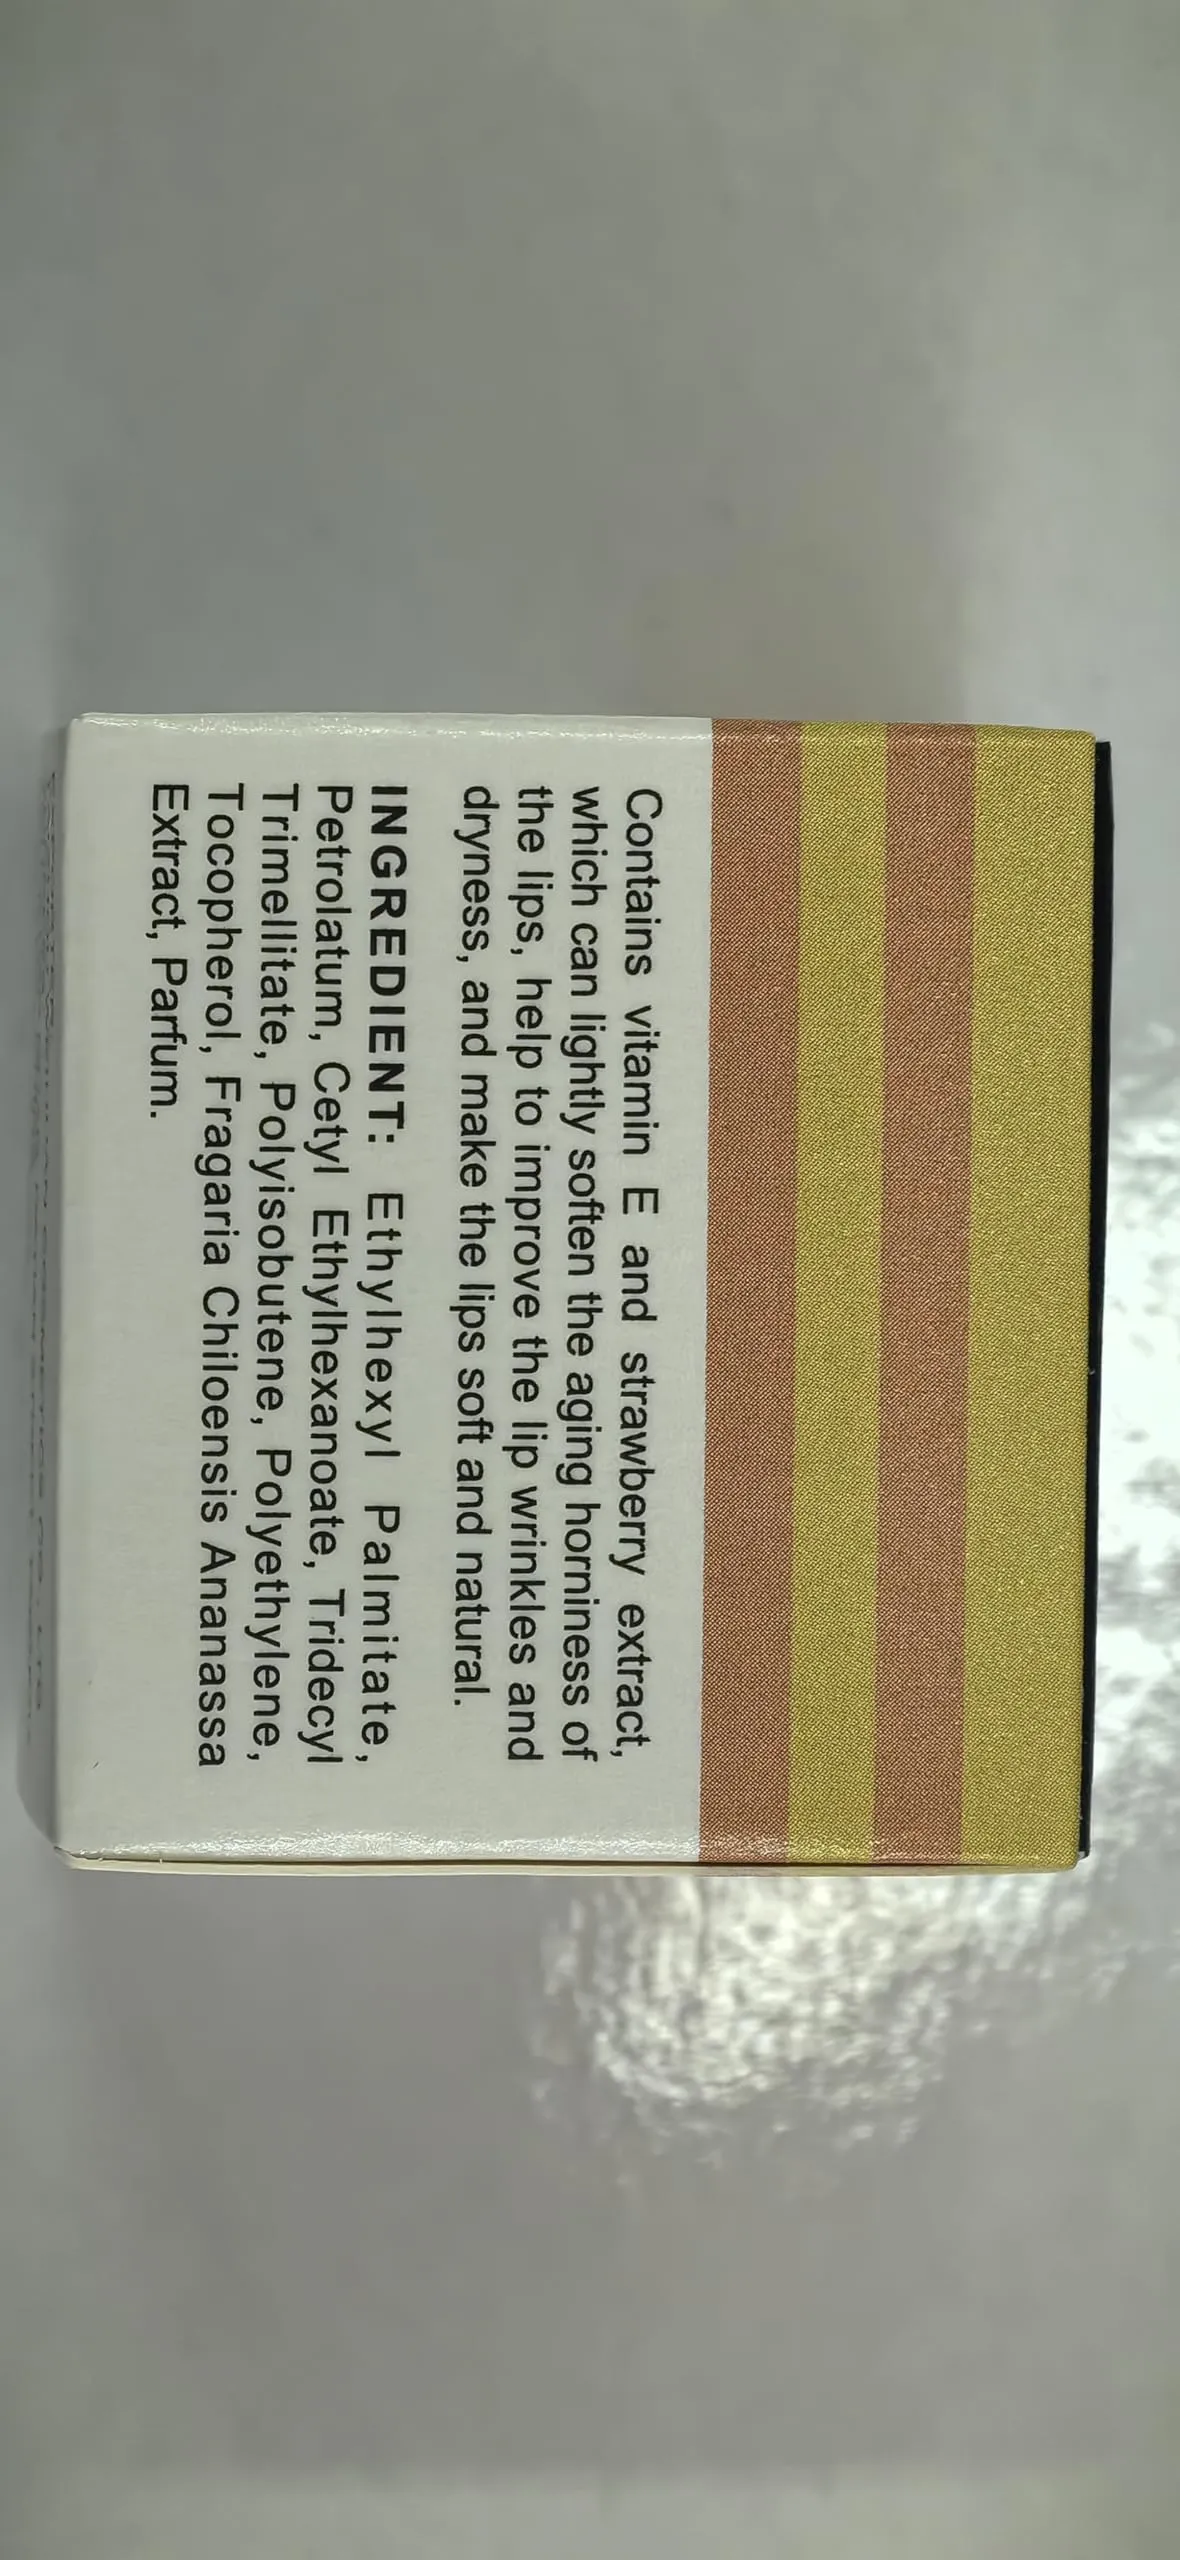 Contains vitamin E and strawberry extract,
which can lightly soften the aging horniness of
the lips, help to improve the lip wrinkles and
dryness, and make the lips soft and natural.
INGREDIENT: Ethylhexyl Palmitate,
Petrolatum, Cetyl Ethylhexanoate, Tridecyl
Trimellitate, Polyisobutene, Polyethylene,
Tocopherol, Fragaria Chiloensis Ananassa
Extract, Parfum.